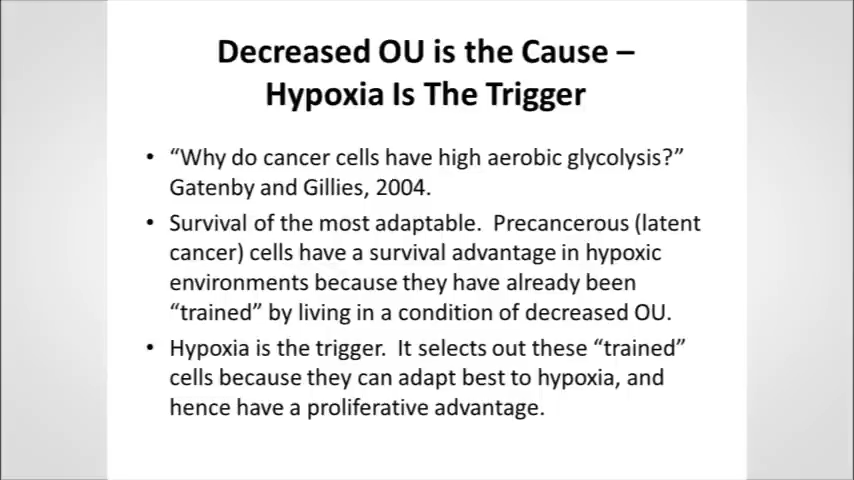 Decreased OU is the Cause –
Hypoxia Is The Trigger
• “Why do cancer cells have high aerobic glycolysis?”
Gatenby and Gillies, 2004.
• Survival of the most adaptable.  Precancerous (latent
cancer) cells have a survival advantage in hypoxic
environments because they have already been
“trained” by living in a condition of decreased OU.
• Hypoxia is the trigger.  It selects out these “trained”
cells because they can adapt best to hypoxia, and
hence have a proliferative advantage.